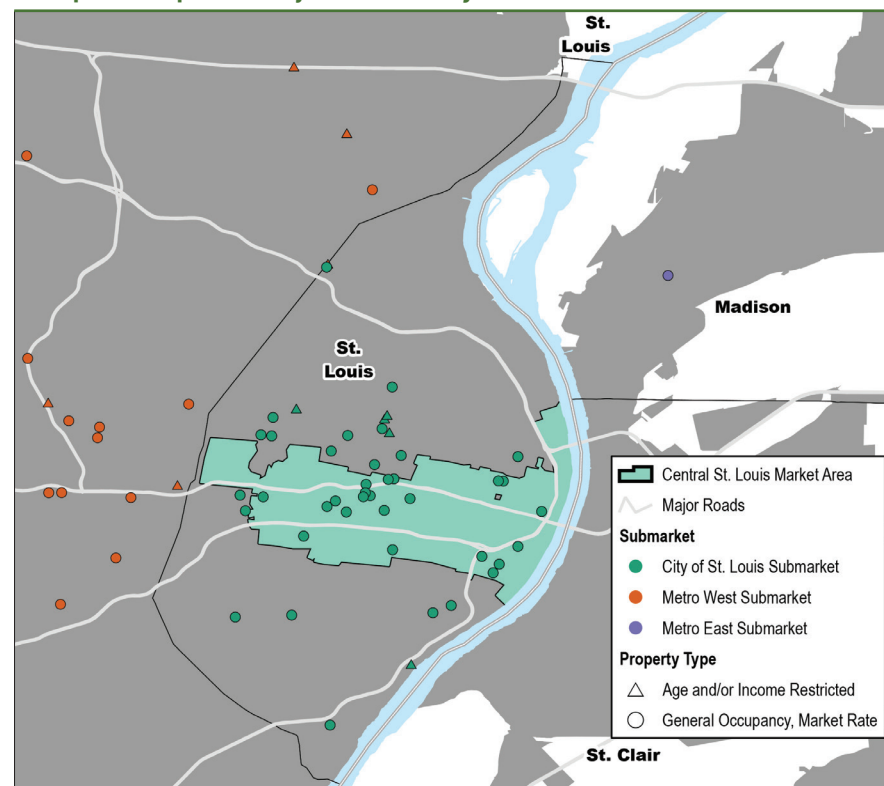 St.
Louis
Madison
St.
Louis
Central St. Louis Market Area
Major Roads
Submarket
City of St. Louis Submarket
Metro West Submarket
Metro East Submarket
Property Type
Age and/or Income Restricted
General Occupancy, Market Rate
St. Clair